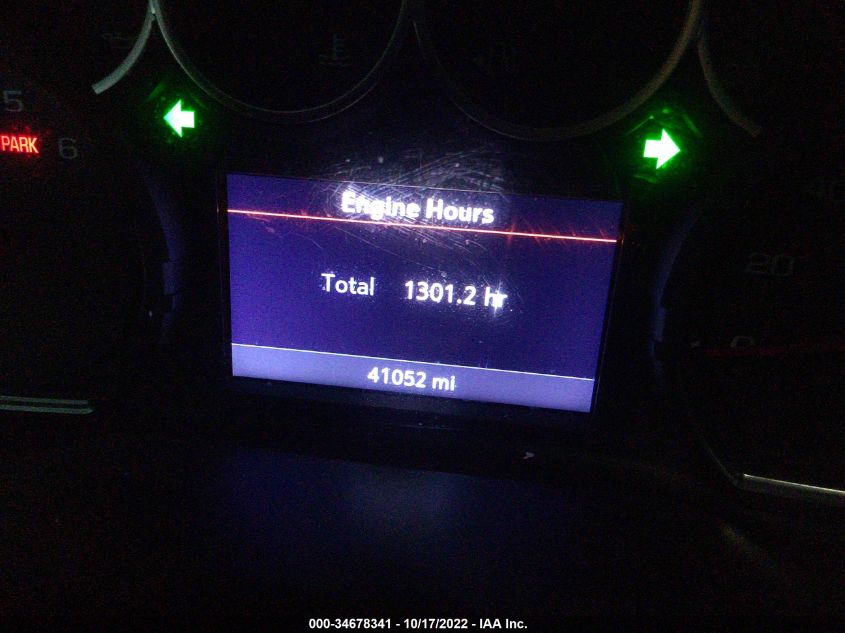 5
PARK
6
Engine Hours
Total 1301.2 hr
41052 mi
40
20
000-34678341 - 10/17/2022 - IAA Inc.